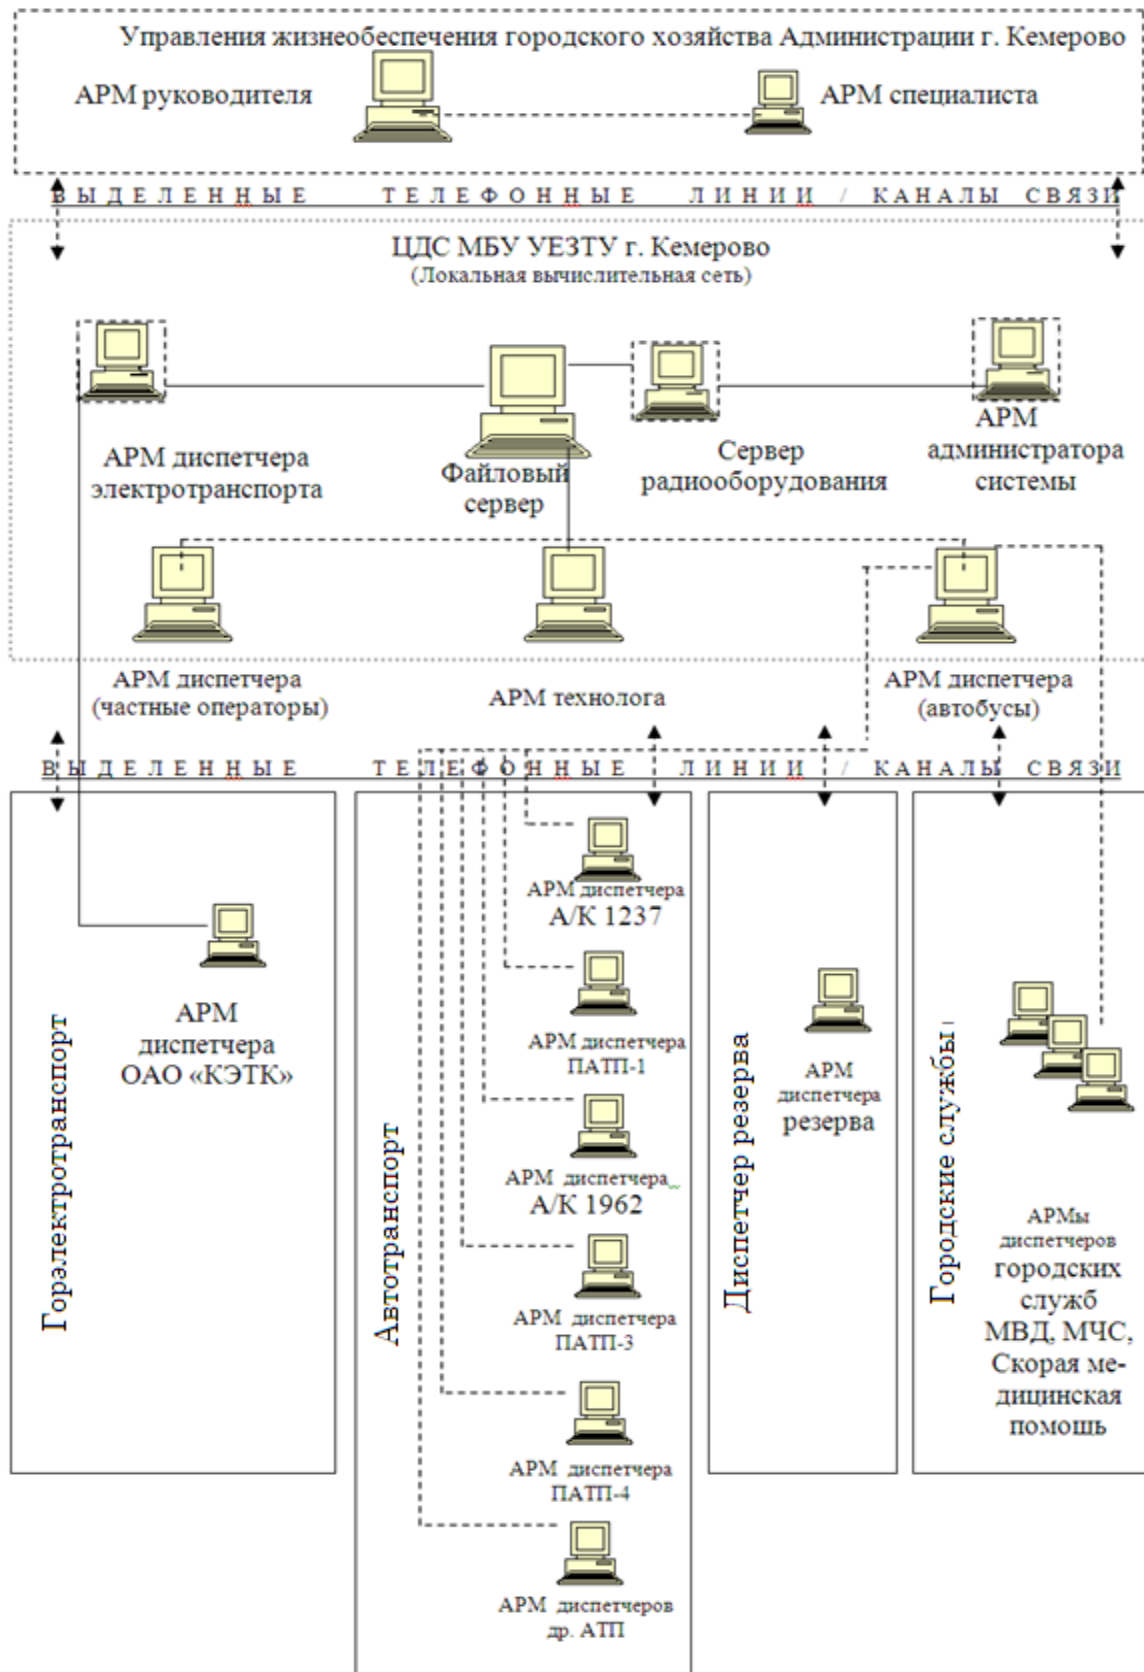 Управления жизнеобеспечения городского хозяйства Администрации г. Кемерово
АРМ руководителя
АРМ специалиста
ВЫДЕЛЕННЫЕ ТЕЛЕФОННЫЕ ЛИНИИ / КАНАЛЫ СВЯЗИ
ЦДС МБУ УЕЗТУ г. Кемерово
(Локальная вычислительная сеть)
АРМ диспетчера
электротранспорта
Файловый
сервер
Сервер
радиооборудования
АРМ
администратора
системы
АРМ диспетчера
(частные операторы)
АРМ технолога
АРМ диспетчера
(автобусы)
ВЫДЕЛЕННЫЕ ТЕЛЕФОННЫЕ ЛИНИИ / КАНАЛЫ СВЯЗИ
Горэлектротранспорт
АРМ
диспетчера
ОАО «КЭТК»
Автотранспорт
АРМ диспетчера
А/К 1237
АРМ диспетчера
ПАТП-1
АРМ диспетчера
А/К 1962
АРМ диспетчера
ПАТП-3
АРМ диспетчера
ПАТП-4
АРМ диспетчеров
др. АТП
Диспетчер резерва
АРМ
диспетчера
резерва
Городские службы
АРМы
диспетчеров
городских
служб
МВД, МЧС,
Скорая ме-
дицинская
помощь